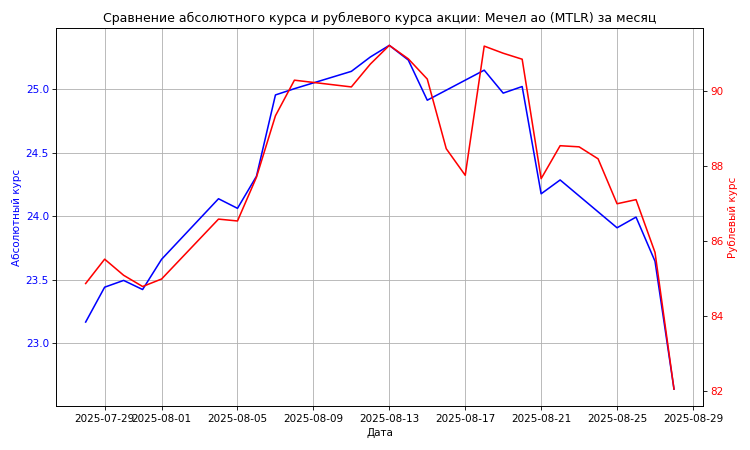 Сравнение абсолютного курса и рублевого курса акции: Мечел ао (MTLR) за месяц
25.0
24.5
24.0
23.5
23.0
Абсолютный курс
90
88
86
84
82
Рублевый курс
2025-07-29 2025-08-01 2025-08-05 2025-08-09 2025-08-13 2025-08-17 2025-08-21 2025-08-25 2025-08-29
Дата